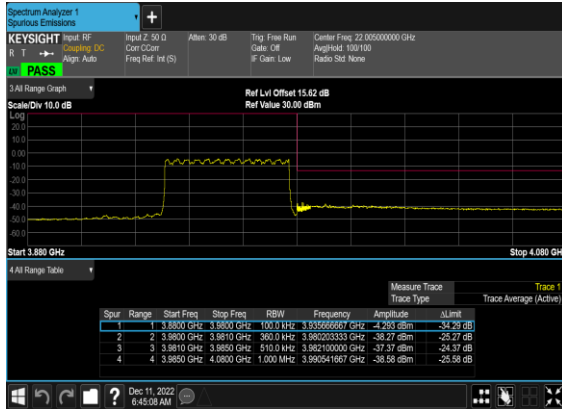 Spectrum Analyzer 1
Spurious Emissions
KEYSIGHT Input: RF Input Z: 50 Ω Atten: 30 dB Trig: Free Run Center Freq: 22.005000000 GHz
R T Coupling: DC Corr CCorr Gate: Off Avg|Hold: 100/100
Align: Auto Freq Ref: Int (S) IF Gain: Low Radio Std: None
PASS
3 All Range Graph
Ref Lvl Offset 15.62 dB
Scale/Div 10.0 dB Ref Value 30.00 dBm
Log
20.0
10.0
0.00
-10.0
-20.0
-30.0
-40.0
-50.0
-60.0
Start 3.880 GHz Stop 4.080 GH
4 All Range Table
Measure Trace Trace 1
Trace Type Trace Average (Active)
Spur Range Start Freq Stop Freq RBW Frequency Amplitude ΔLimit
1 1 3.8800 GHz 3.9800 GHz 100.0 kHz 3.935666667 GHz -4.293 dBm -34.29 dB
2 2 3.9800 GHz 3.9810 GHz 360.0 kHz 3.980203333 GHz -38.27 dBm -25.27 dB
3 3 3.9810 GHz 3.9850 GHz 510.0 kHz 3.982100000 GHz -37.37 dBm -24.37 dB
4 4 3.9850 GHz 4.0800 GHz 1.000 MHz 3.990541667 GHz -38.58 dBm -25.58 dB
? Dec 11, 2022
6:45:08 AM